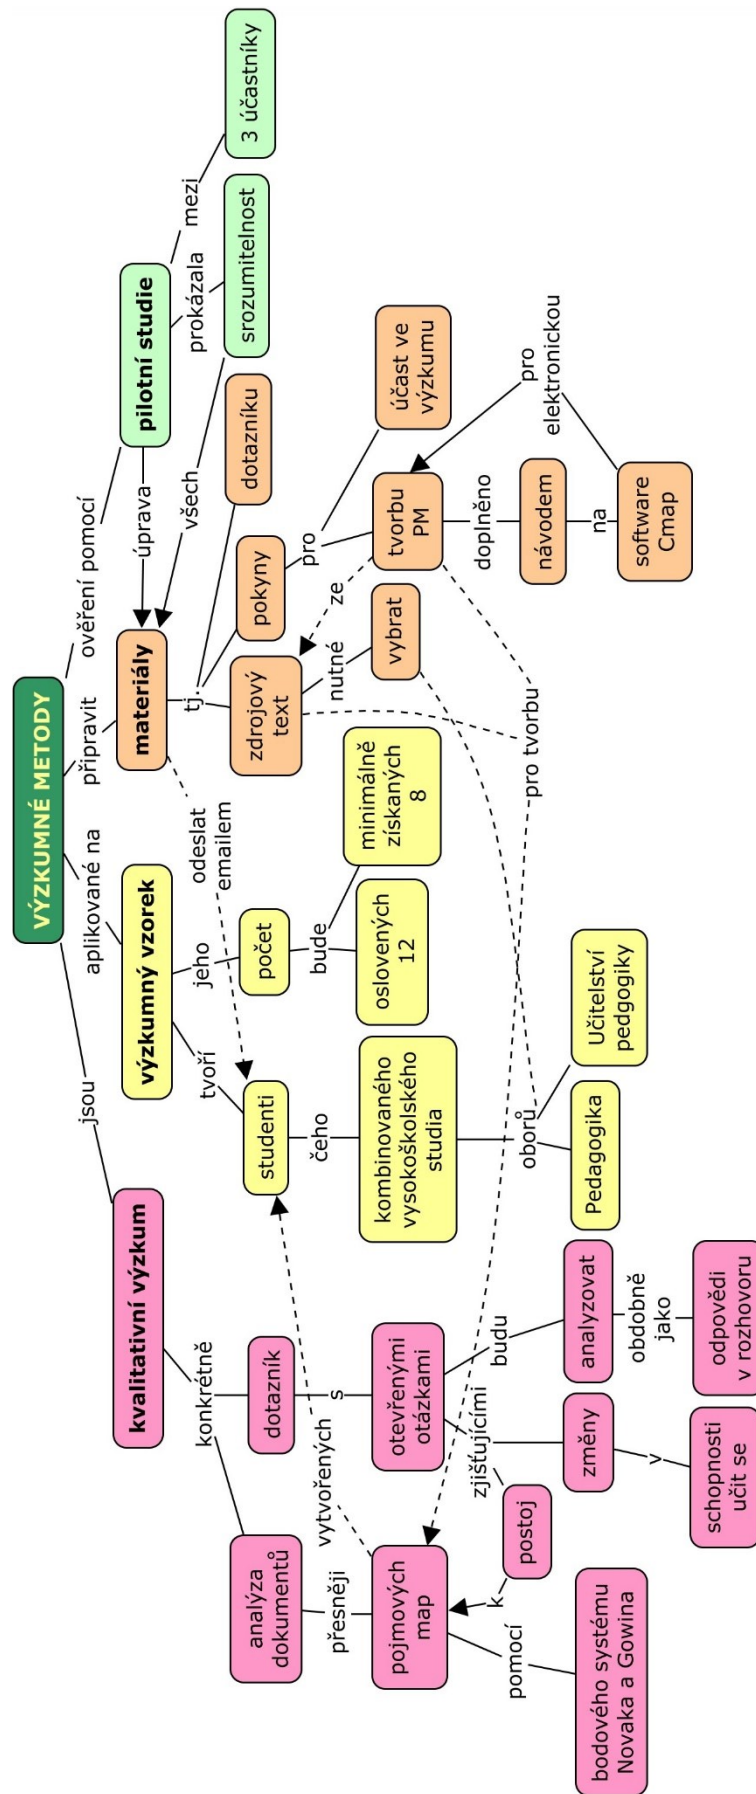 VÝZKUMNÉ METODY
jsou
aplikované na
připravit
ověření pomocí
kvalitativní výzkum
výzkumný vzorek
materiály
úprava
pilotní studie
konkrétně
tvoří
jeho
odeslat
emailem
tj.
všech
prokázala
mezi
analýza
dokumentů
dotazník
studenti
počet
zdrojový
text
pokyny
dotazníku
srozumitelnost
3 účastníky
přesněji
vytvořených
s
čeho
bude
nutné
ze
pro
pojmových
map
otevřenými
otázkami
kombinovaného
vysokoškolského
studia
oslovených
12
minimálně
získaných
8
vybrat
tvorbu
PM
účast ve
výzkumu
k
zjišťujícími
budu
oborů
pro tvorbu
doplněno
pro
elektronickou
pomocí
postoj
změny
analyzovat
Pedagogika
Učitelství
pedgogiky
návodem
na
bodového systému
Novaka a Gowina
v
obdobně
jako
software
Cmap
schopnosti
učit se
odpovědi
v rozhovoru